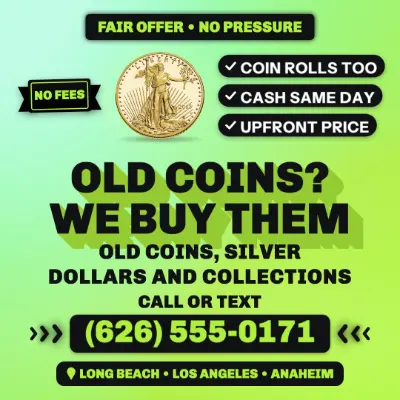 FAIR OFFER • NO PRESSURE
NO FEES
✓ COIN ROLLS TOO
✓ CASH SAME DAY
✓ UPFRONT PRICE
OLD COINS?
WE BUY THEM
OLD COINS, SILVER
DOLLARS AND COLLECTIONS
CALL OR TEXT
(626) 555-0171
LONG BEACH • LOS ANGELES • ANAHEIM